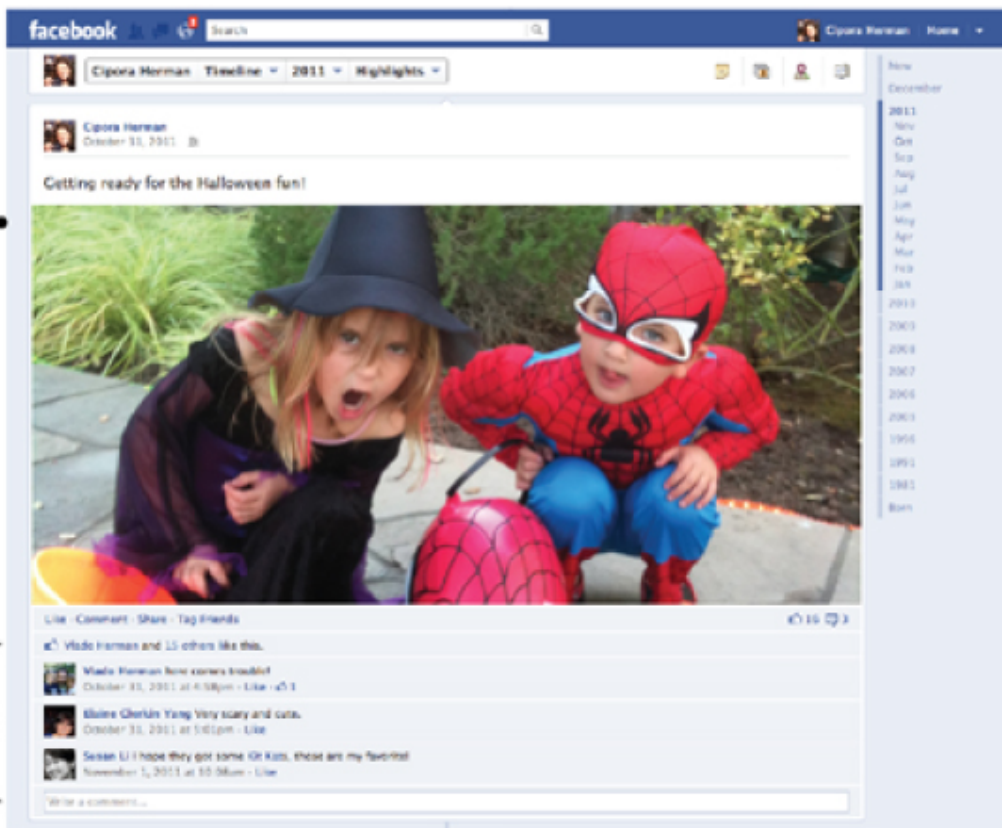 facebook
Search
Cipora Herman Home
Cipora Herman Timeline 2011 Highlights
Now
December
2011
Nov
Oct
Sep
Aug
Jul
Jun
May
Apr
Mar
Feb
Jan
2010
2009
2008
2007
Born
Cipora Herman
October 31, 2011
Getting ready for the Halloween fun!
Like · Comment · Share · Tag Friends
16 3
Vlado Herman and 15 others like this.
Vlado Herman here comes trouble!
October 31, 2011 at 4:58pm · Like · 1
Elaine Cherkin Yang Very scary and cute.
October 31, 2011 at 5:01pm · Like
Susan Li I hope they got some Kit Kats, those are my favorite!
November 1, 2011 at · Like
Write a comment...